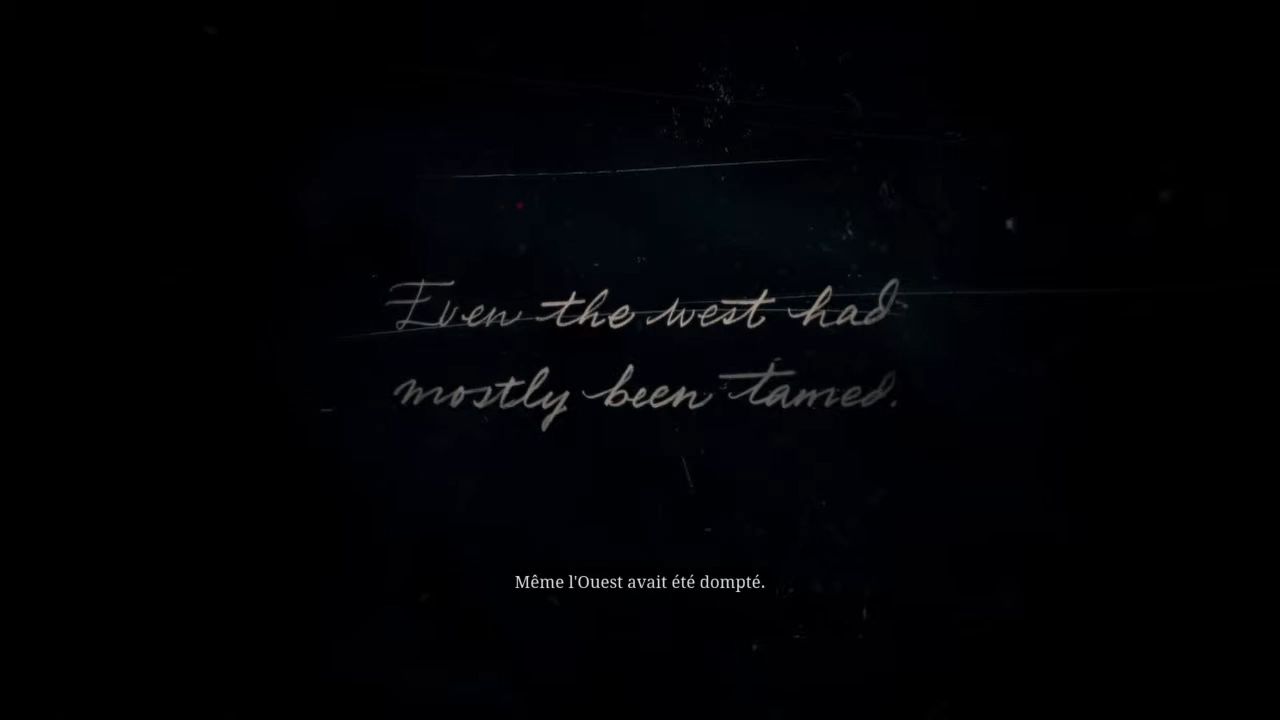 Even the west had
mostly been tamed.
Même l'Ouest avait été dompté.